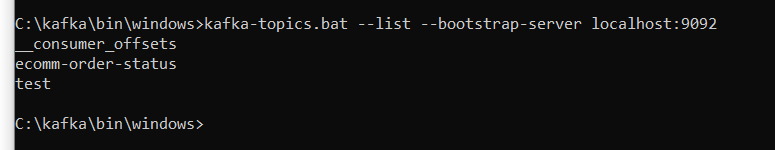 C:\kafka\bin\windows>kafka-topics.bat --list --bootstrap-server localhost:9092
__consumer_offsets
ecomm-order-status
test
C:\kafka\bin\windows>